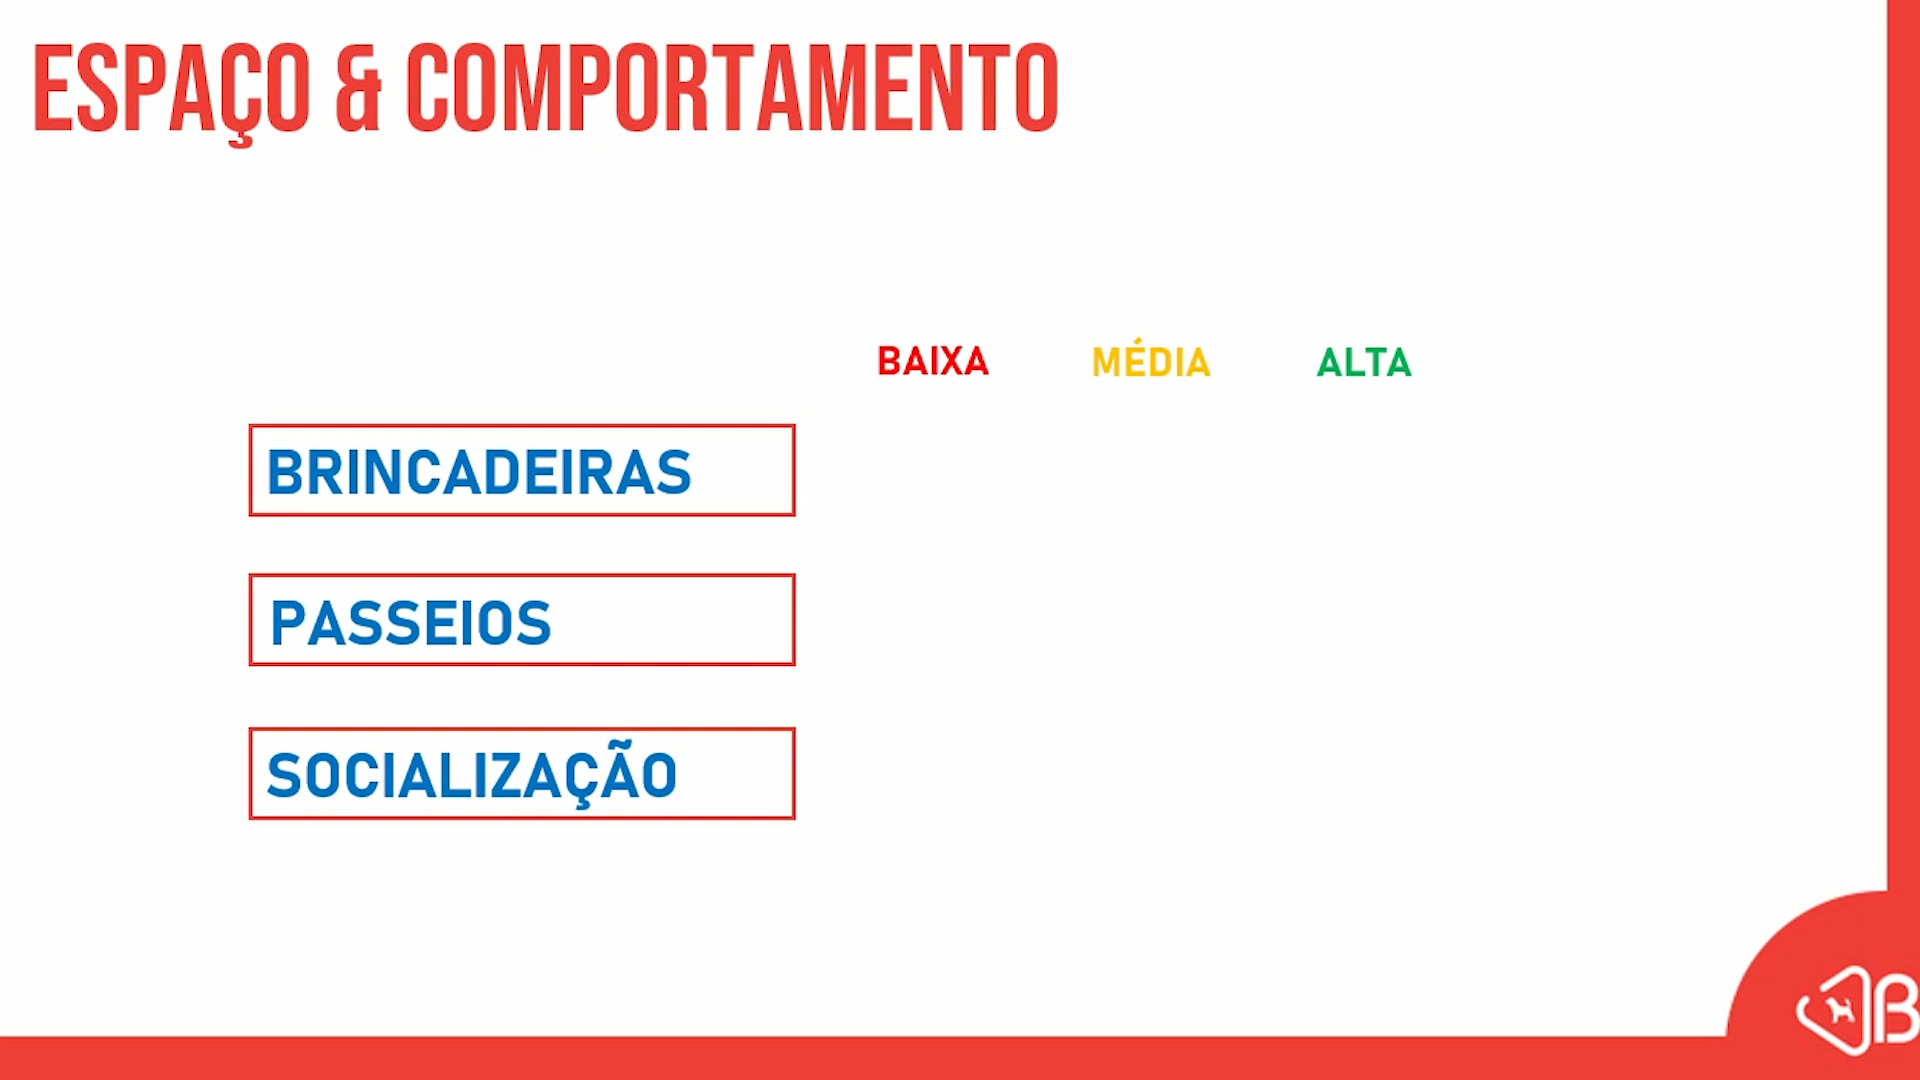 ESPAÇO & COMPORTAMENTO
BAIXA MÉDIA ALTA
BRINCADEIRAS
PASSEIOS
SOCIALIZAÇÃO
B